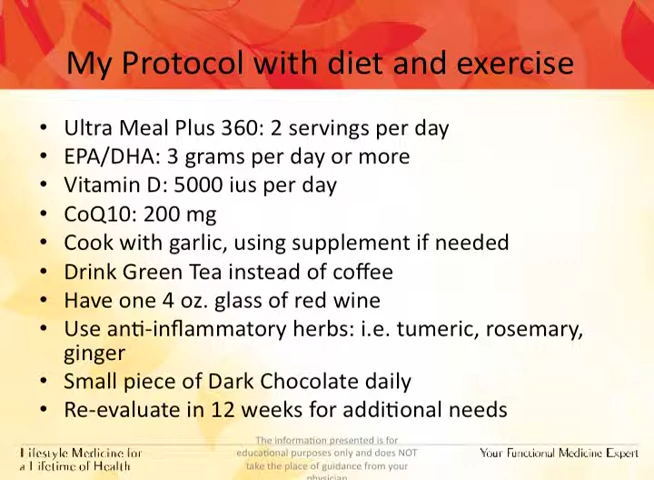 My Protocol with diet and exercise
• Ultra Meal Plus 360: 2 servings per day
• EPA/DHA: 3 grams per day or more
• Vitamin D: 5000 ius per day
• CoQ10: 200 mg
• Cook with garlic, using supplement if needed
• Drink Green Tea instead of coffee
• Have one 4 oz. glass of red wine
• Use anti-inflammatory herbs: i.e. tumeric, rosemary,
ginger
• Small piece of Dark Chocolate daily
• Re-evaluate in 12 weeks for additional needs
Lifestyle Medicine for
a Lifetime of Health
The information presented is for
educational purposes only and does NOT
take the place of guidance from your
physician
Your Functional Medicine Expert